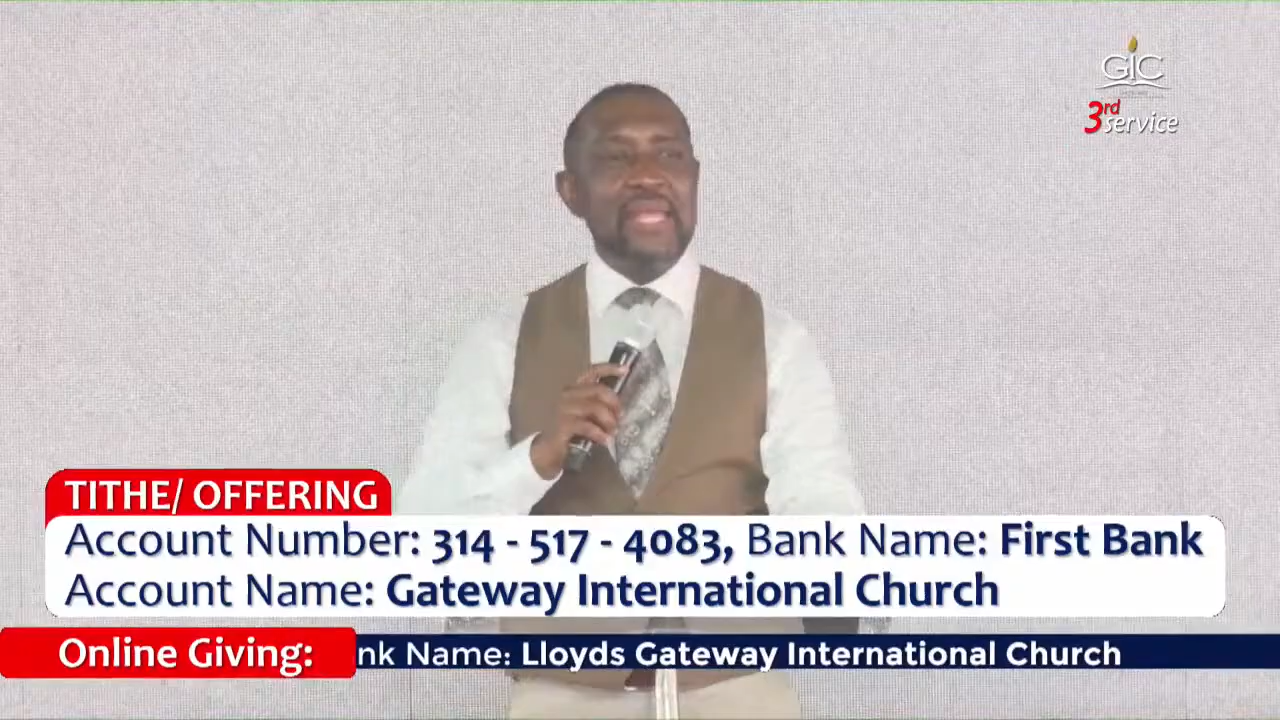 GIC
3rd
service
TITHE/ OFFERING
Account Number: 314 - 517 - 4083, Bank Name: First Bank
Account Name: Gateway International Church
Online Giving:
nk Name: Lloyds Gateway International Church